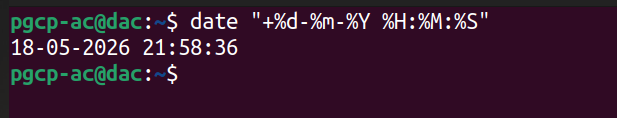 pgcp-ac@dac:~$ date "+%d-%m-%Y %H:%M:%S"
18-05-2026 21:58:36
pgcp-ac@dac:~$